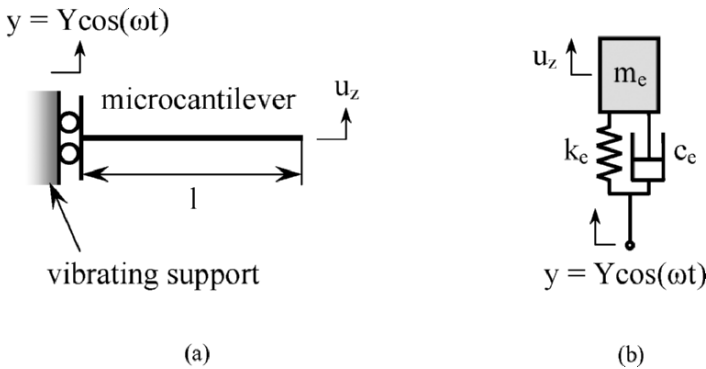 y = Ycos(ωt)
microcantilever
u_z
l
vibrating support
(a)
u_z
m_e
k_e
c_e
y = Ycos(ωt)
(b)